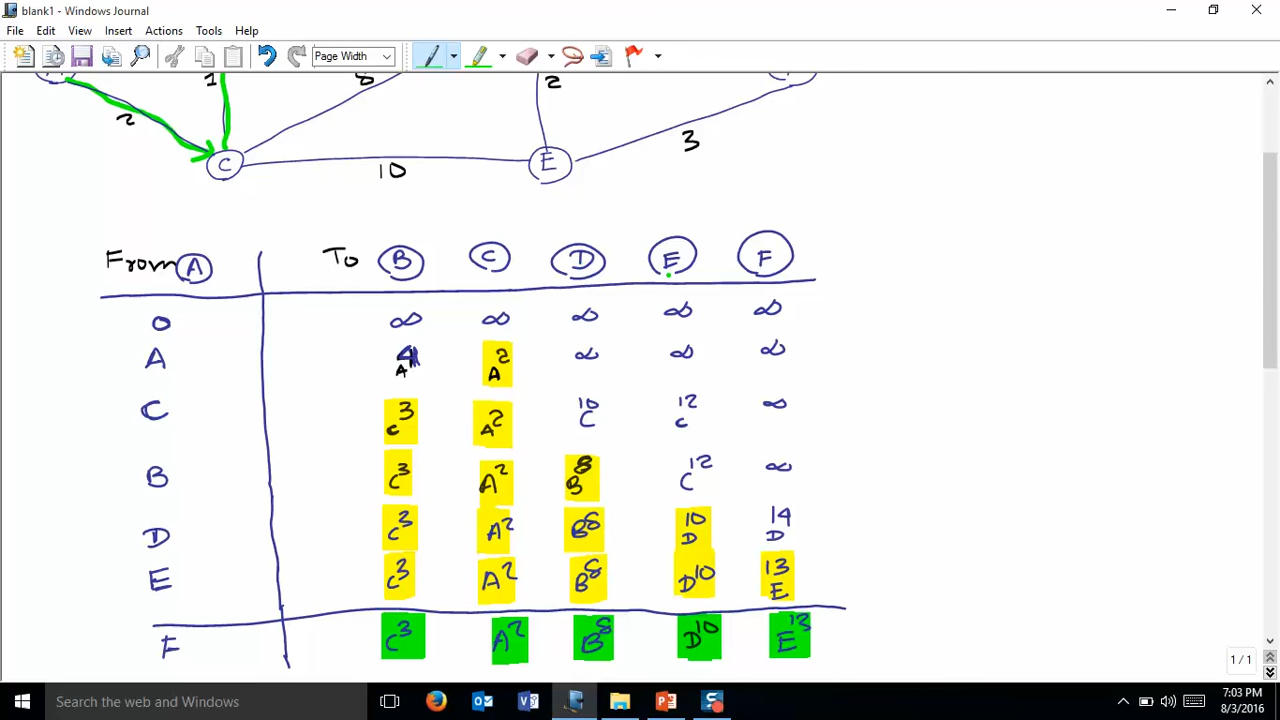 blank1 - Windows Journal
File Edit View Insert Actions Tools Help
Page Width
1 8 2
2 3
C E
10
From A To B C D E F
0 ∞ ∞ ∞ ∞ ∞
A 4 A A 2 ∞ ∞ ∞
C C 3 A 2 10 C 12 C ∞
B C 3 A 2 B 8 C 12 ∞
D C 3 A 2 B 8 10 D 14 D
E C 3 A 2 B 8 D 10 13 E
F C 3 A 2 B 8 D 10 E 13
1 / 1
Search the web and Windows
7:03 PM
8/3/2016